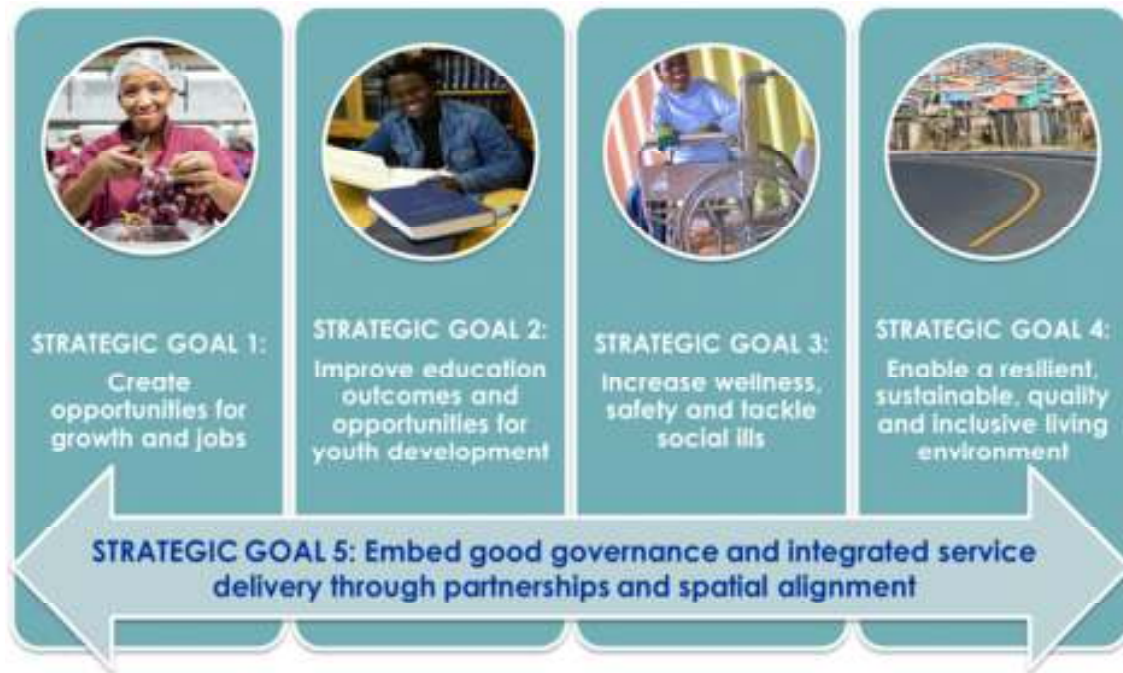 STRATEGIC GOAL 1:
Create
opportunities for
growth and jobs
STRATEGIC GOAL 2:
Improve education
outcomes and
opportunities for
youth development
STRATEGIC GOAL 3:
Increase wellness,
safety and tackle
social ills
STRATEGIC GOAL 4:
Enable a resilient,
sustainable, quality
and inclusive living
environment
STRATEGIC GOAL 5: Embed good governance and integrated service
delivery through partnerships and spatial alignment